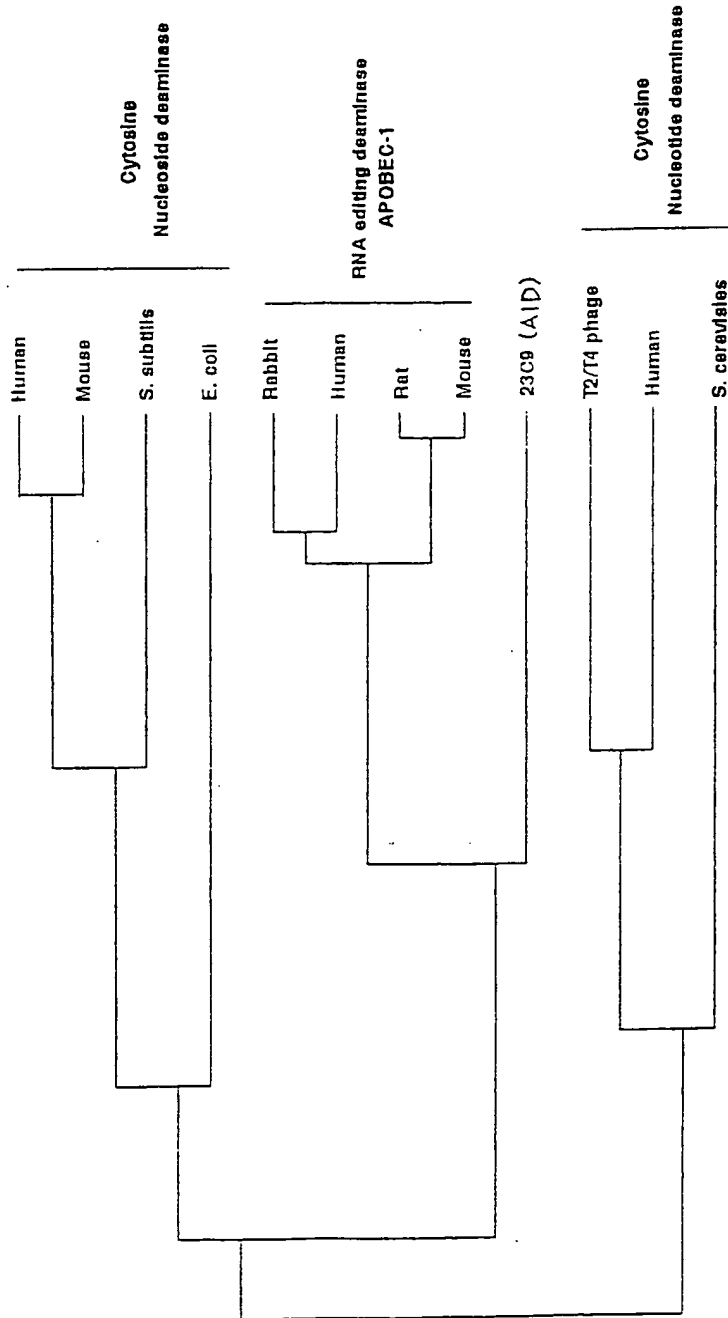 Human
Mouse
S. subtilis
E. coli
Cytosine
Nucleoside deaminase
Rabbit
Human
Rat
Mouse
RNA editing deaminase
APOBEC-1
23C9 (AID)
T2/T4 phage
Human
S. cerevisies
Cytosine
Nucleotide deaminase